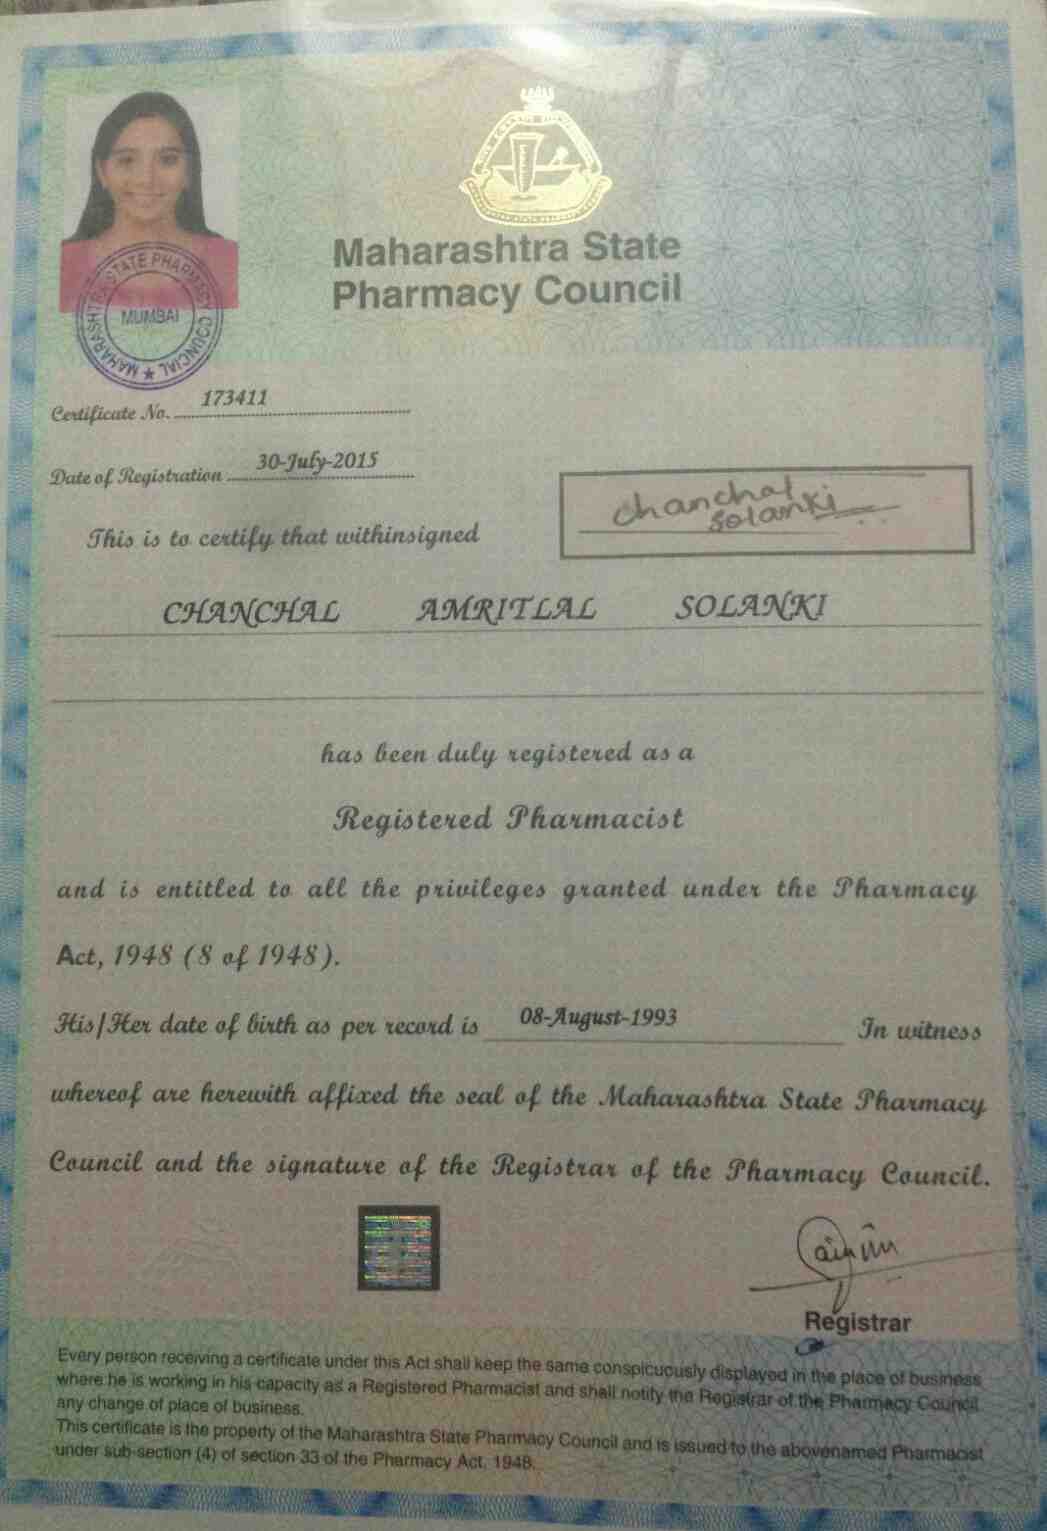 Maharashtra State
Pharmacy Council
MAHARASHTRA STATE PHARMACY COUNCIAL
MUMBAI
Certificate No. 173411
Date of Registration 30-July-2015
chanchal
solanki
This is to certify that withinsigned
CHANCHAL AMRITLAL SOLANKI
has been duly registered as a
Registered Pharmacist
and is entitled to all the privileges granted under the Pharmacy
Act, 1948 (8 of 1948).
His/Her date of birth as per record is 08-August-1993 In witness
whereof are herewith affixed the seal of the Maharashtra State Pharmacy
Council and the signature of the Registrar of the Pharmacy Council.
Registrar
Every person receiving a certificate under this Act shall keep the same conspicuously displayed in the place of business
where he is working in his capacity as a Registered Pharmacist and shall notify the Registrar of the Pharmacy Council
any change of place of business.
This certificate is the property of the Maharashtra State Pharmacy Council and is issued to the abovenamed Pharmacist
under sub-section (4) of section 33 of the Pharmacy Act, 1948.